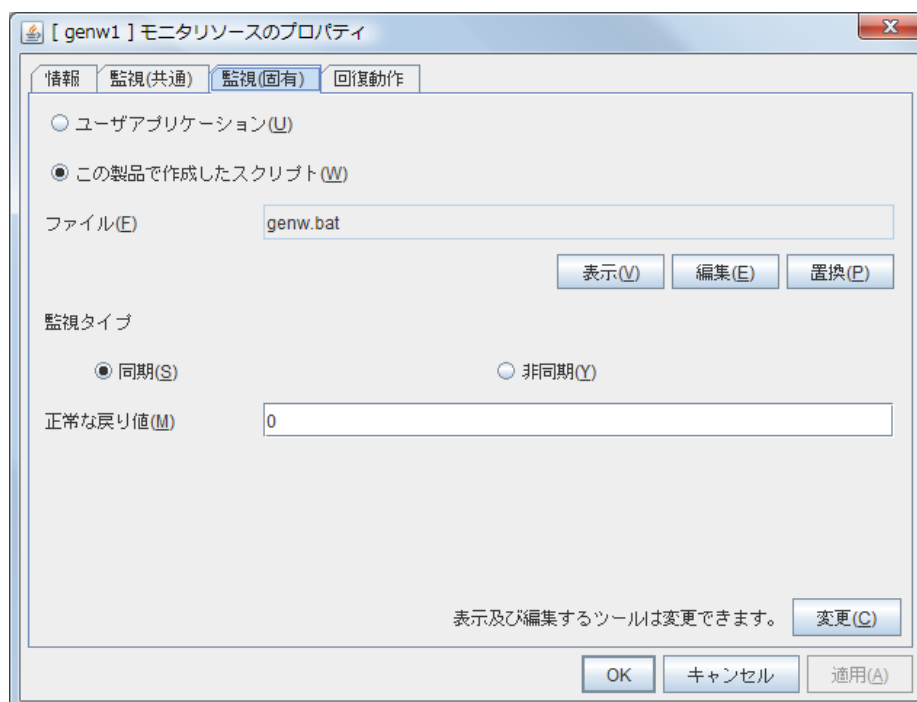 [ genw1 ] モニタリソースのプロパティ
情報 監視(共通) 監視(固有) 回復動作
ユーザアプリケーション(U)
この製品で作成したスクリプト(W)
ファイル(F) genw.bat
表示(V) 編集(E) 置換(P)
監視タイプ
同期(S) 非同期(Y)
正常な戻り値(M) 0
表示及び編集するツールは変更できます。 変更(C)
OK キャンセル 適用(A)